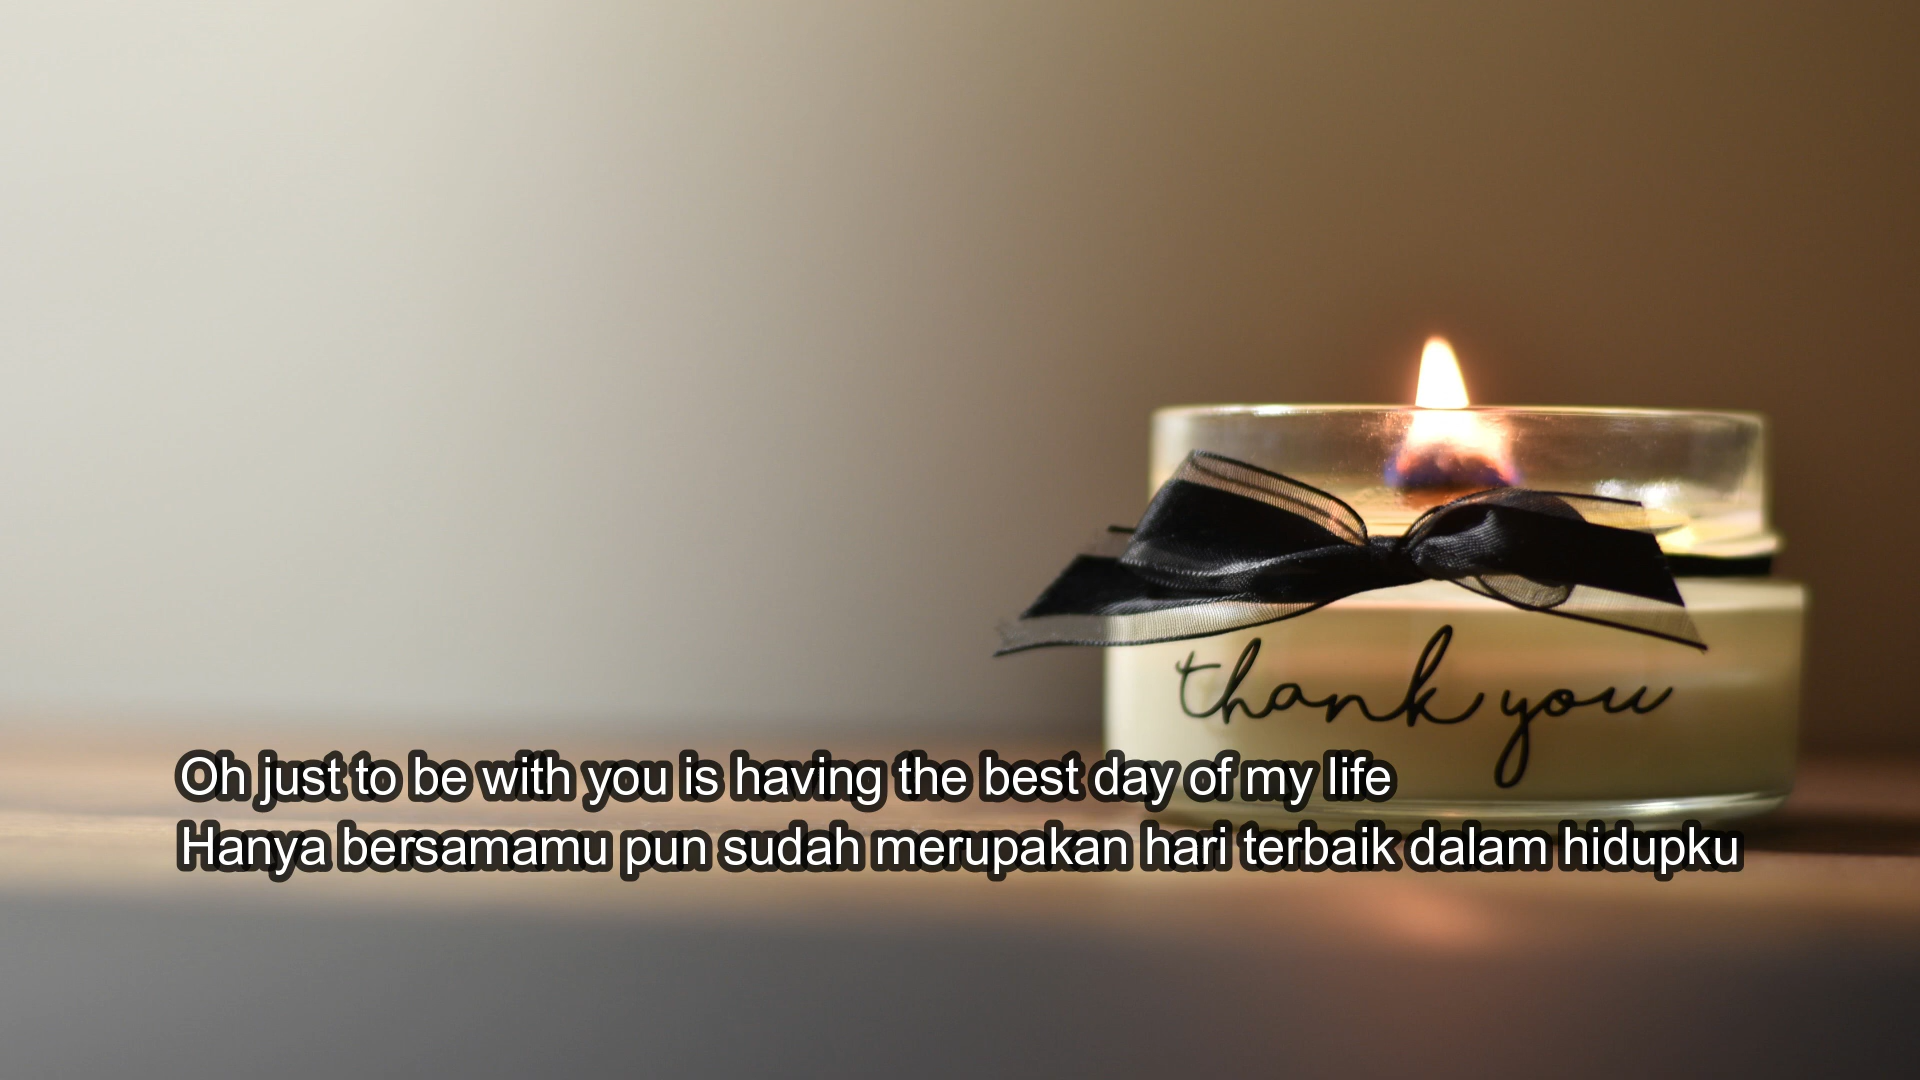 thank you
Oh just to be with you is having the best day of my life
Hanya bersamamu pun sudah merupakan hari terbaik dalam hidupku